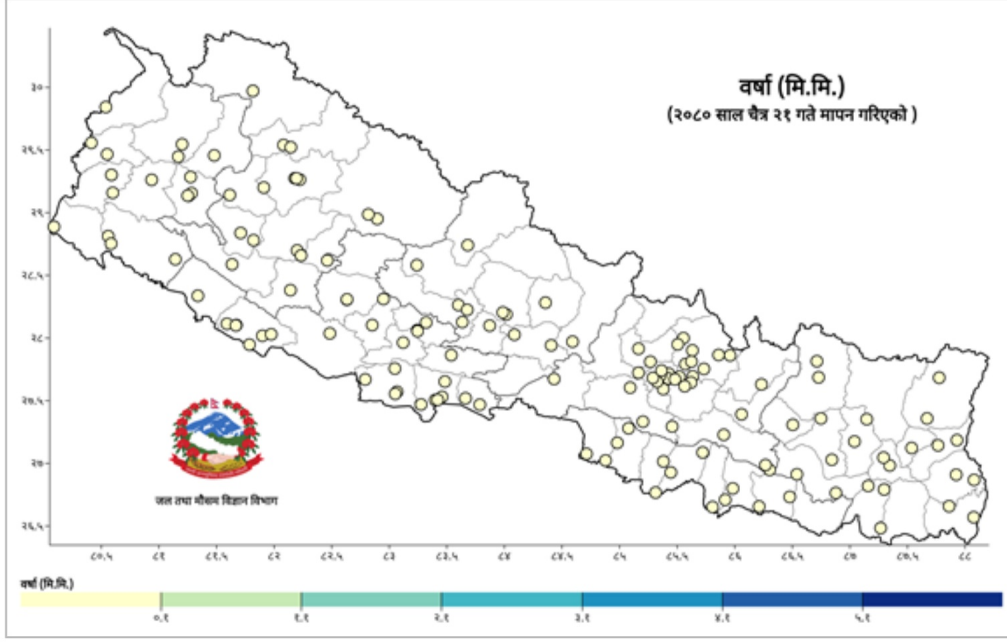 वर्षा (मि.मि.)
(२०८० साल चैत्र २१ गते मापन गरिएको )
३०
२९.५
२९
२८.५
२८
२७.५
२७
२६.५
जल तथा मौसम विज्ञान विभाग
८०.५ ८१ ८१.५ ८२ ८२.५ ८३ ८३.५ ८४ ८४.५ ८५ ८५.५ ८६ ८६.५ ८७ ८७.५ ८८
वर्षा (मि.मि.)
०.१ १.१ २.१ ३.१ ४.१ ५.१